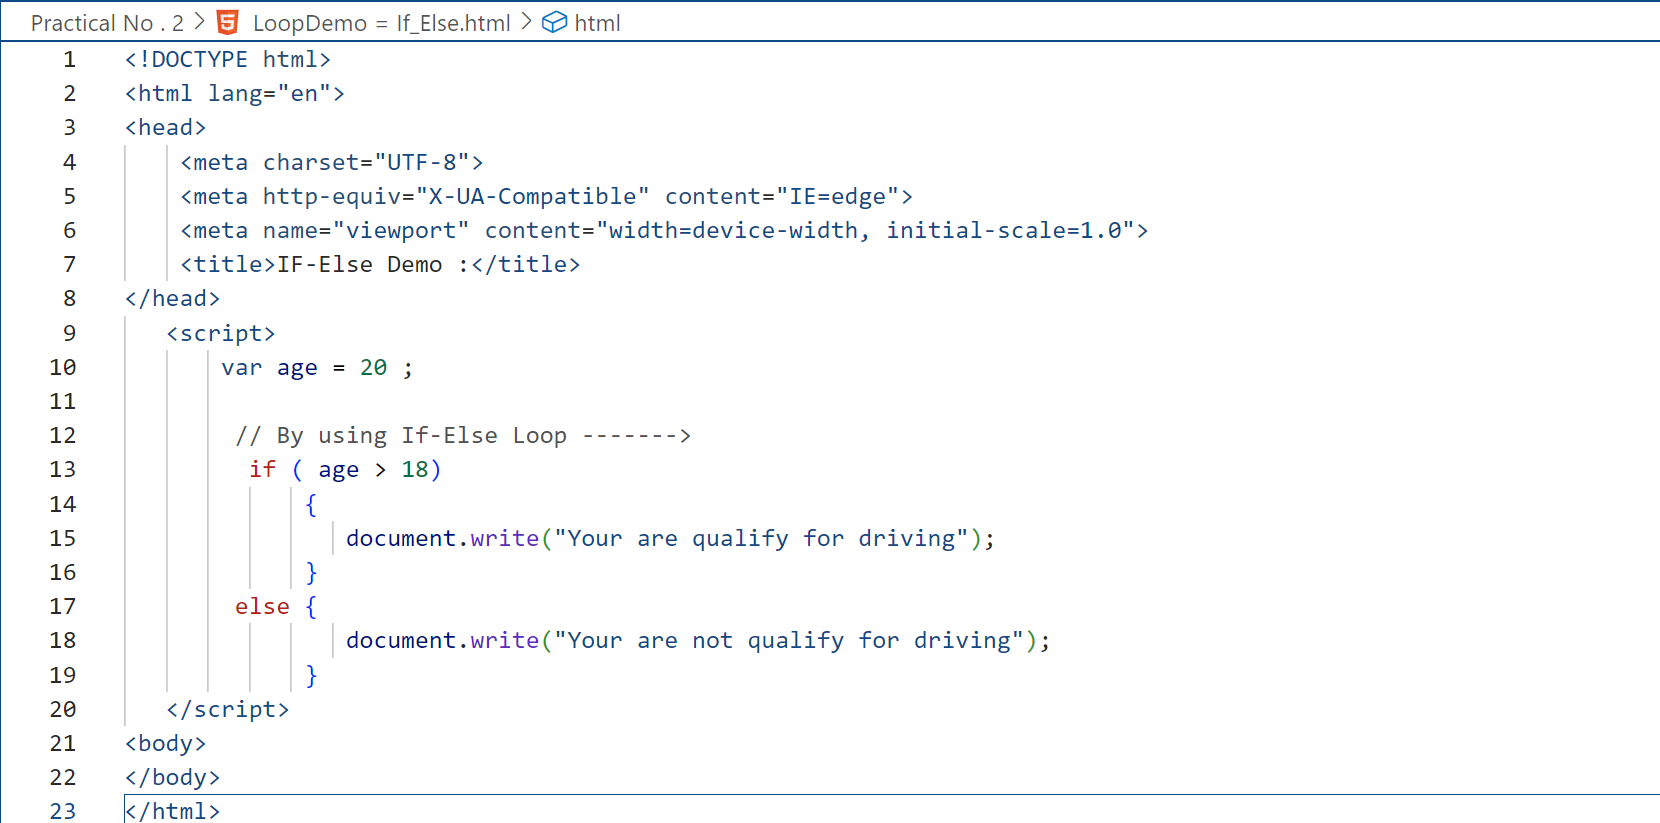 Practical No . 2 > LoopDemo = If_Else.html > html
1 <!DOCTYPE html>
2 <html lang="en">
3 <head>
4 <meta charset="UTF-8">
5 <meta http-equiv="X-UA-Compatible" content="IE=edge">
6 <meta name="viewport" content="width=device-width, initial-scale=1.0">
7 <title>IF-Else Demo :</title>
8 </head>
9 <script>
10 var age = 20 ;
11
12 // By using If-Else Loop ------->
13 if ( age > 18)
14 {
15 document.write("Your are qualify for driving");
16 }
17 else {
18 document.write("Your are not qualify for driving");
19 }
20 </script>
21 <body>
22 </body>
23 </html>